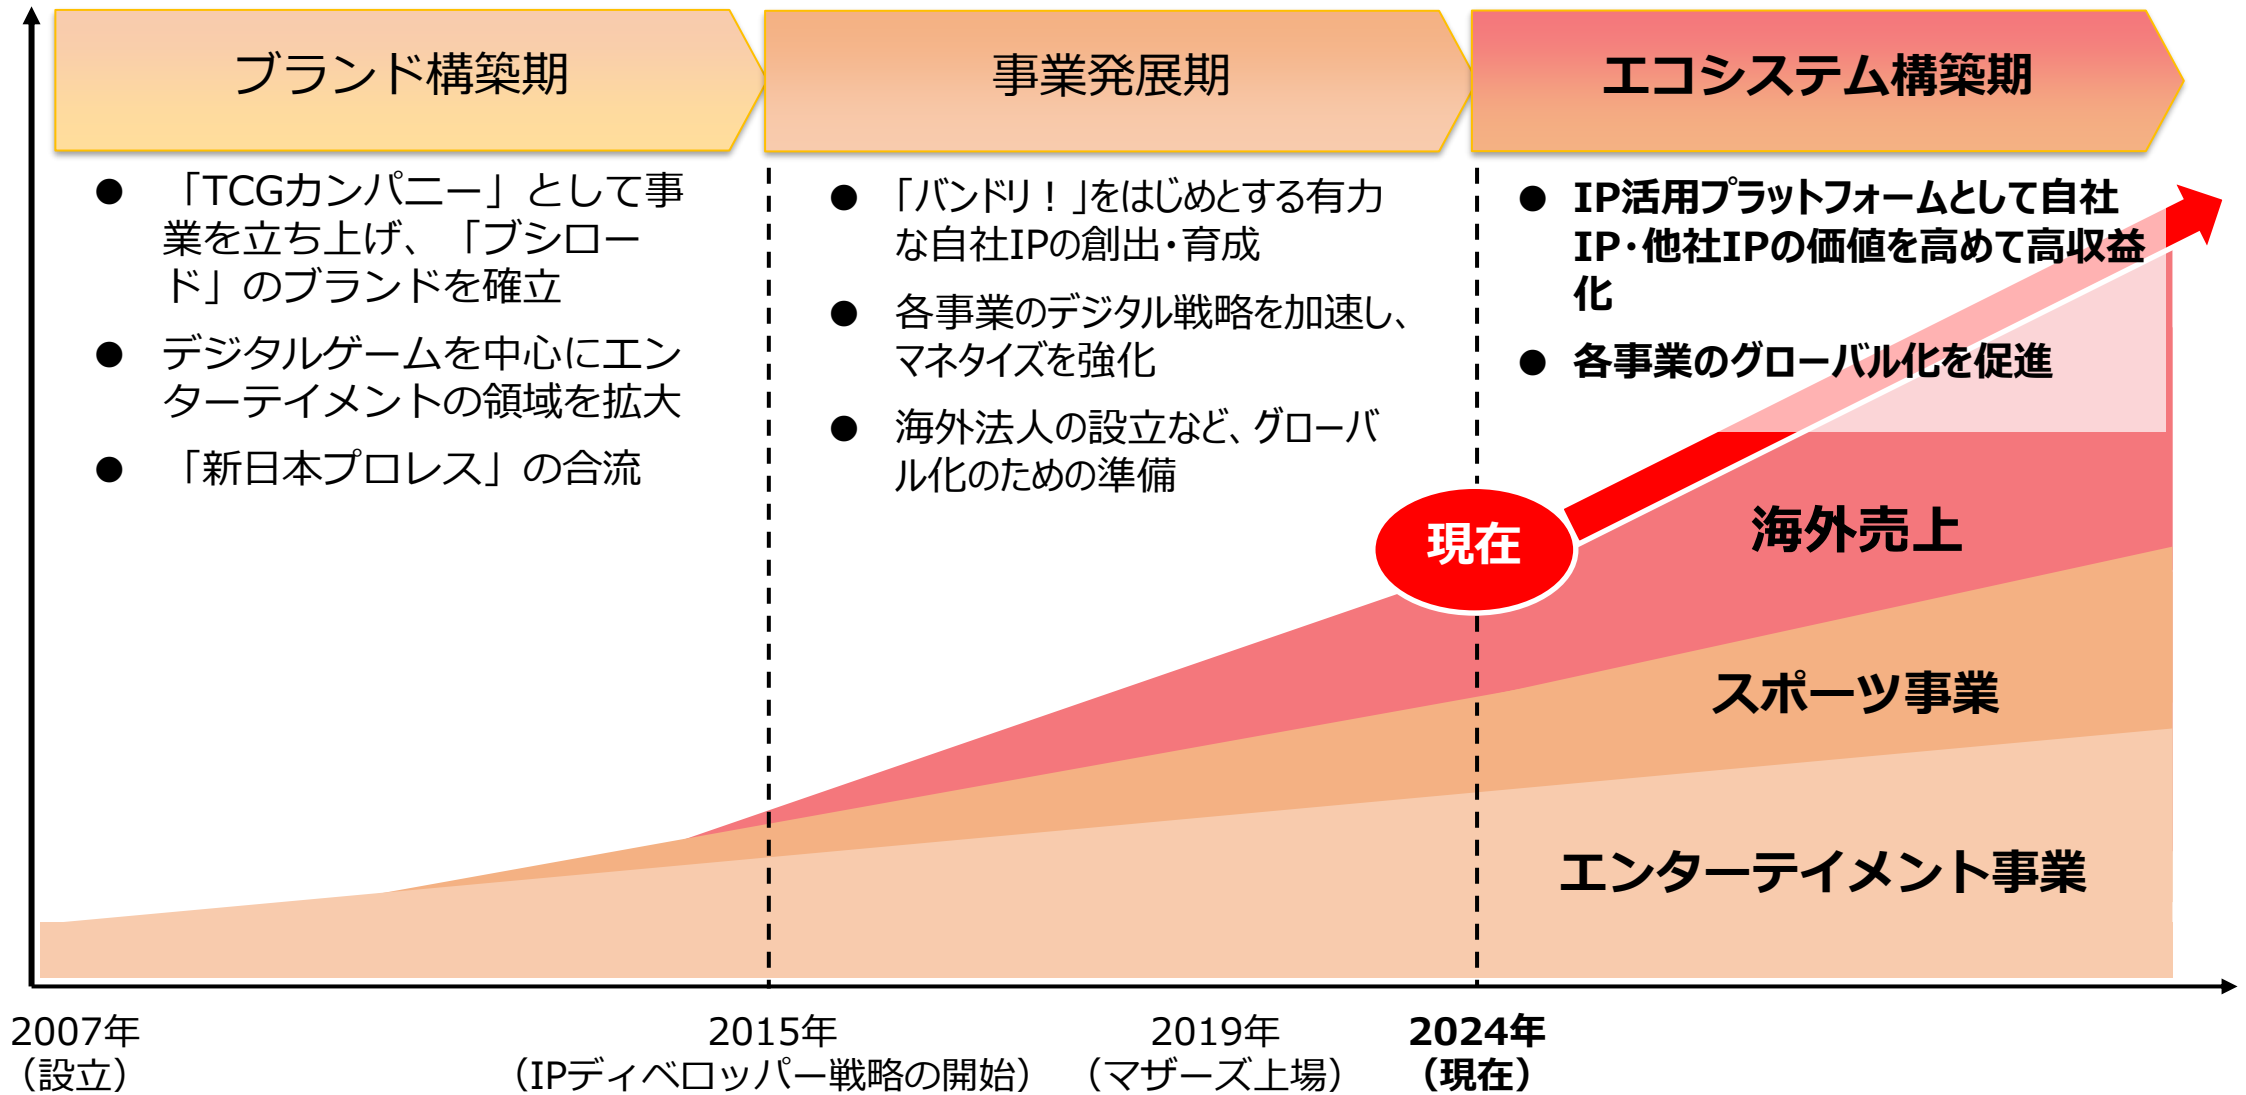 ブランド構築期
事業発展期
エコシステム構築期
● 「TCGカンパニー」として事
業を立ち上げ、「ブシロー
ド」のブランドを確立
● デジタルゲームを中心にエン
ターテイメントの領域を拡大
● 「新日本プロレス」の合流
● 「バンドリ！」をはじめとする有力
な自社IPの創出・育成
● 各事業のデジタル戦略を加速し、
マネタイズを強化
● 海外法人の設立など、グローバ
ル化のための準備
● IP活用プラットフォームとして自社
IP・他社IPの価値を高めて高収益
化
● 各事業のグローバル化を促進
現在
海外売上
スポーツ事業
エンターテイメント事業
2007年
（設立）
2015年
（IPディベロッパー戦略の開始）
2019年
（マザーズ上場）
2024年
（現在）